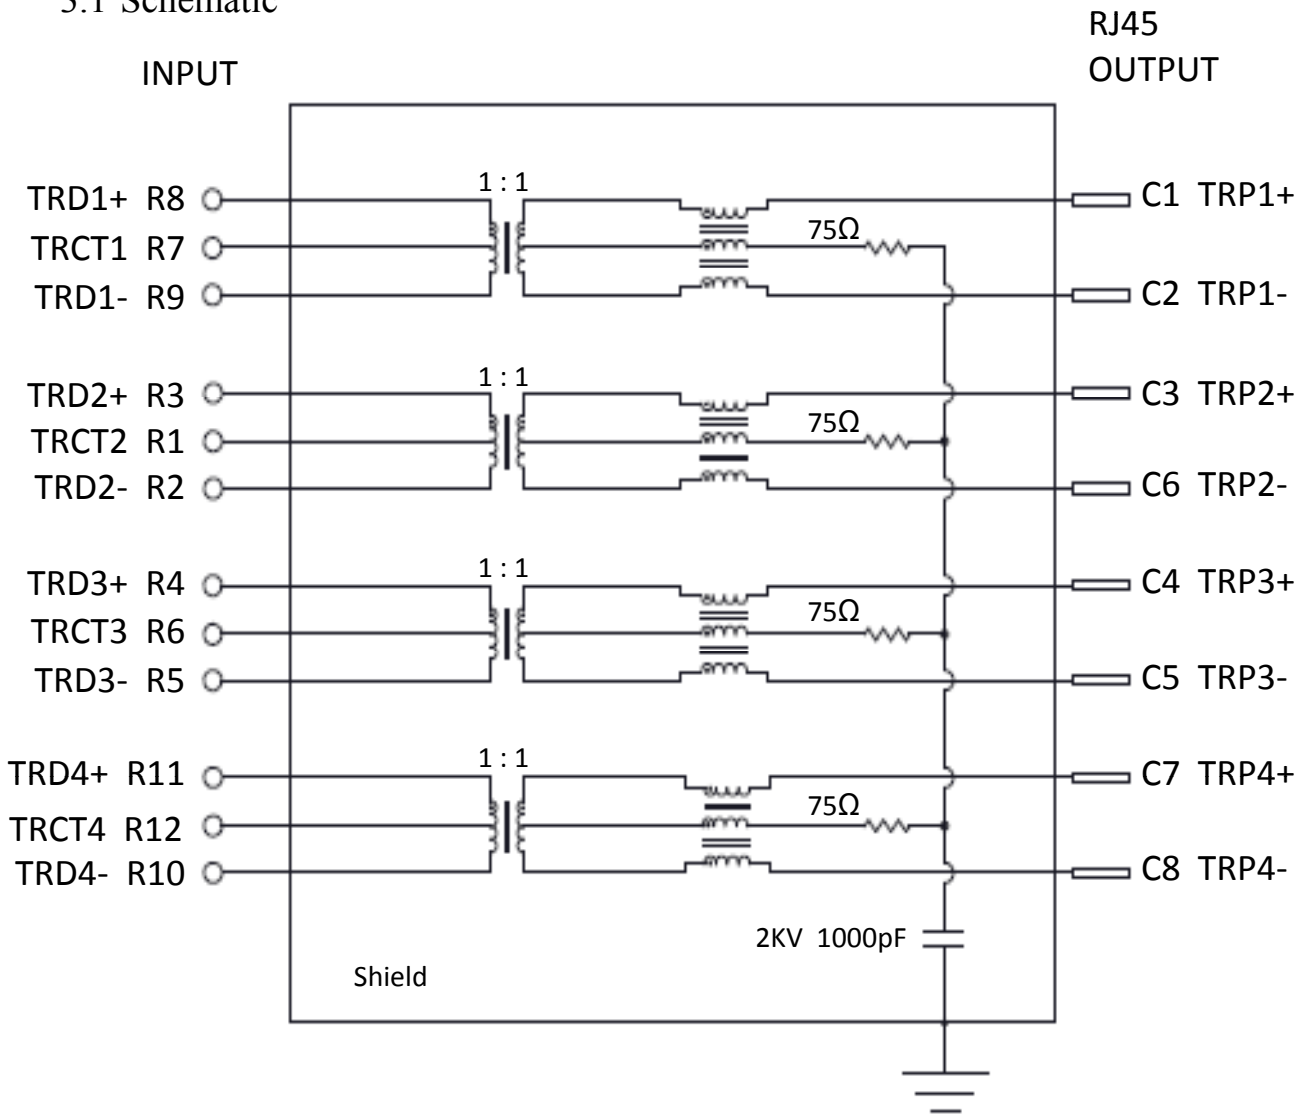 3.1 Schematic
RJ45
OUTPUT
INPUT
1 : 1
TRD1+ R8
C1 TRP1+
TRCT1 R7
75Ω
TRD1- R9
C2 TRP1-
1 : 1
TRD2+ R3
C3 TRP2+
TRCT2 R1
75Ω
TRD2- R2
C6 TRP2-
1 : 1
TRD3+ R4
C4 TRP3+
TRCT3 R6
75Ω
TRD3- R5
C5 TRP3-
1 : 1
TRD4+ R11
C7 TRP4+
TRCT4 R12
75Ω
TRD4- R10
C8 TRP4-
2KV 1000pF
Shield